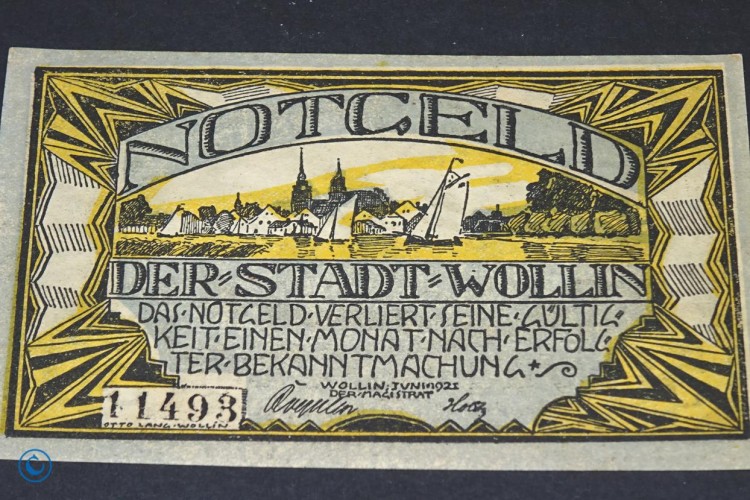 NOTGELD
DER=STADT=WOLLIN
DAS·NOTGELD·VERLIERT·SEINE·GÜLTIG-
KEIT·EINEN·MONAT·NACH·ERFOLG-
TER·BEKANNTMACHUNG
WOLLIN·JUNI·1921
DER·MAGISTRAT
11493
OTTO LANG·WOLLIN
©